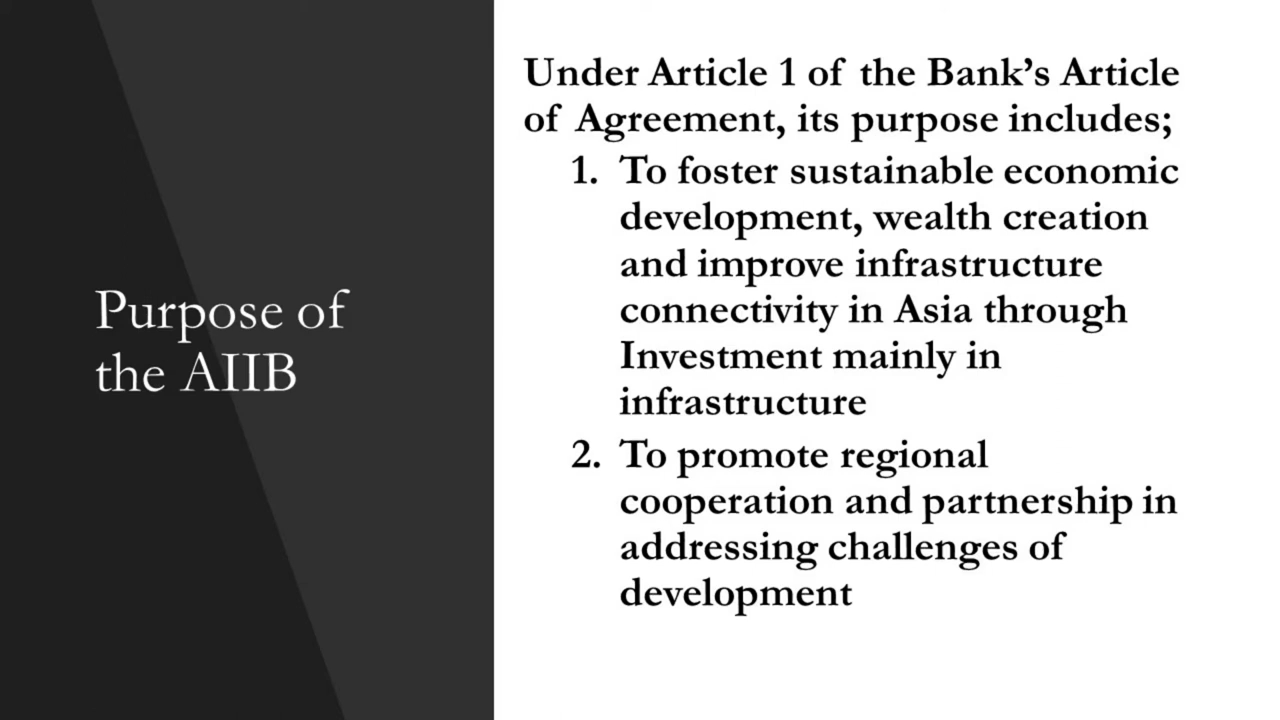 Purpose of
the AIIB
Under Article 1 of the Bank's Article
of Agreement, its purpose includes;
1. To foster sustainable economic
development, wealth creation
and improve infrastructure
connectivity in Asia through
Investment mainly in
infrastructure
2. To promote regional
cooperation and partnership in
addressing challenges of
development